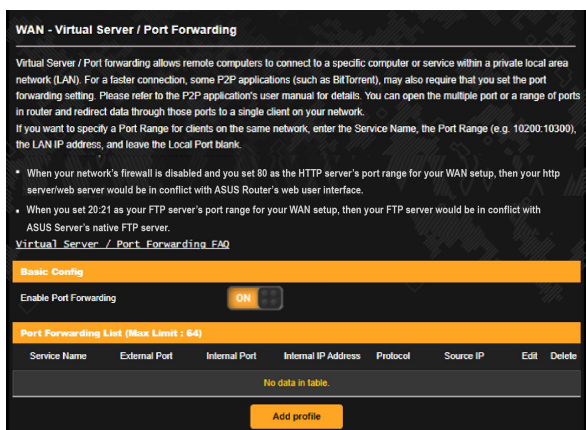 WAN - Virtual Server / Port Forwarding
Virtual Server / Port forwarding allows remote computers to connect to a specific computer or service within a private local area
network (LAN). For a faster connection, some P2P applications (such as BitTorrent), may also require that you set the port
forwarding setting. Please refer to the P2P application's user manual for details. You can open the multiple port or a range of ports
in router and redirect data through those ports to a single client on your network.
If you want to specify a Port Range for clients on the same network, enter the Service Name, the Port Range (e.g. 10200:10300),
the LAN IP address, and leave the Local Port blank.
• When your network's firewall is disabled and you set 80 as the HTTP server's port range for your WAN setup, then your http
server/web server would be in conflict with ASUS Router's web user interface.
• When you set 20:21 as your FTP server's port range for your WAN setup, then your FTP server would be in conflict with
ASUS Server's native FTP server.
Virtual Server / Port Forwarding FAQ
Basic Config
Enable Port Forwarding ON
Port Forwarding List (Max Limit : 64)
Service Name External Port Internal Port Internal IP Address Protocol Source IP Edit Delete
No data in table.
Add profile